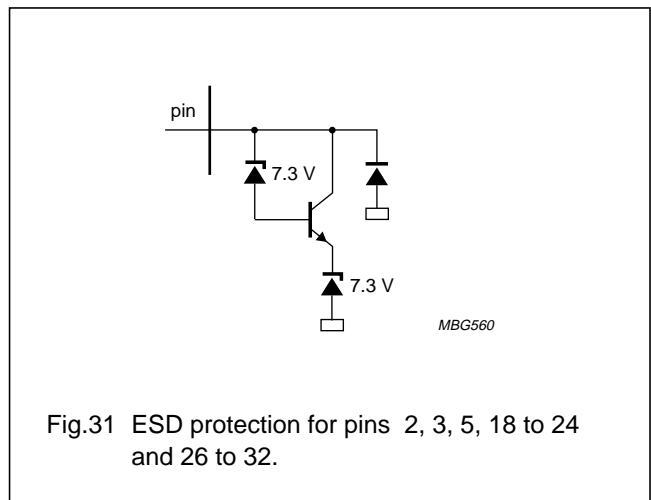 pin
7.3 V
7.3 V
MBG560
Fig.31 ESD protection for pins 2, 3, 5, 18 to 24
and 26 to 32.